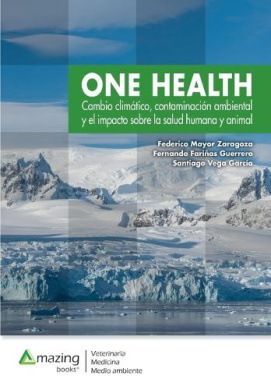 ONE HEALTH
Cambio climático, contaminación ambiental
y el impacto sobre la salud humana y animal
Federico Mayor Zaragoza
Fernando Fariñas Guerrero
Santiago Vega García
Amazing
books®
Veterinaria
Medicina
Medio ambiente